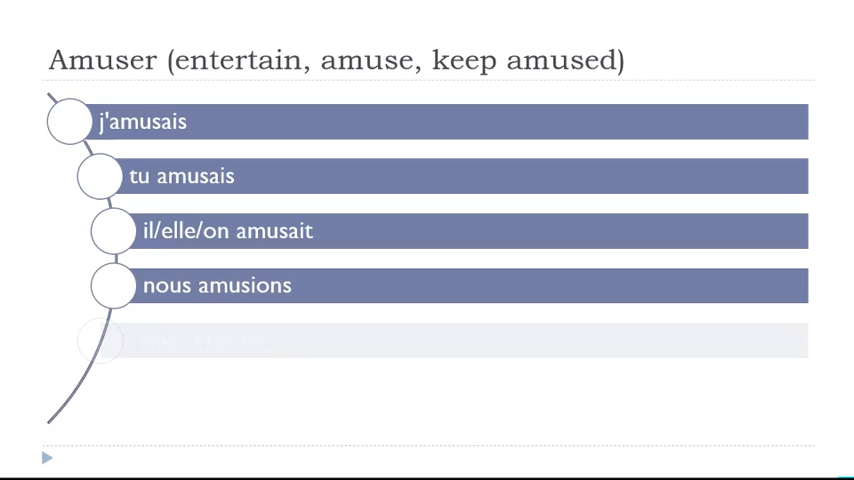 Amuser (entertain, amuse, keep amused)
j'amusais
tu amusais
il/elle/on amusait
nous amusions